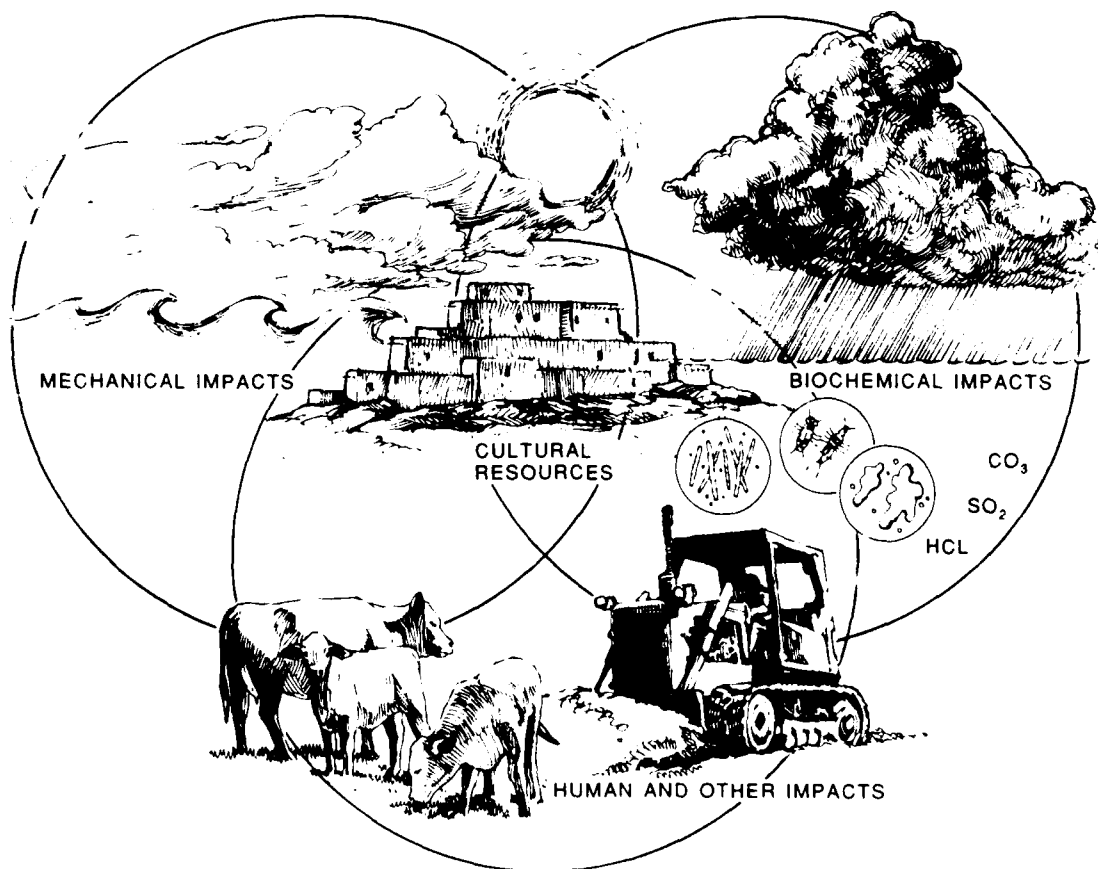 MECHANICAL IMPACTS
BIOCHEMICAL IMPACTS
CULTURAL
RESOURCES
CO₃
SO₂
HCL
HUMAN AND OTHER IMPACTS